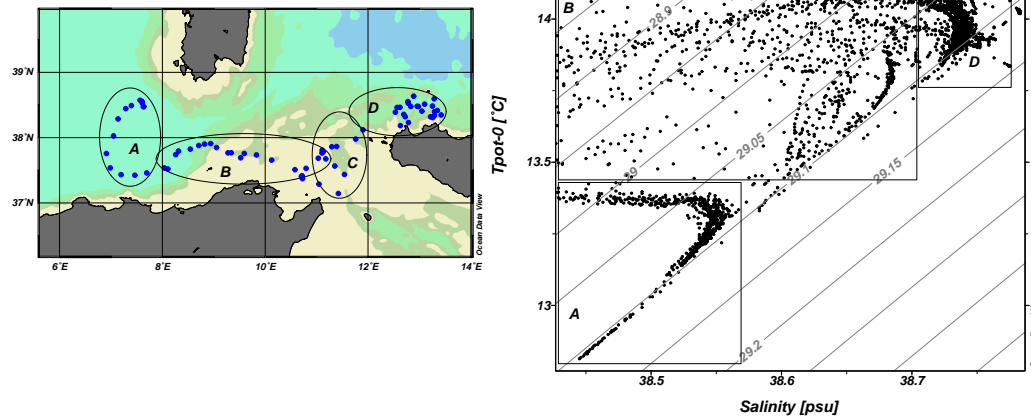 39°N
38°N
37°N
6°E
8°E
10°E
12°E
14°E
A
B
C
D
Ocean Data View
Tpot-0 [°C]
14
13.5
13
B
28.9
D
29.05
29
29.1
29.15
A
29.2
38.5
38.6
38.7
Salinity [psu]